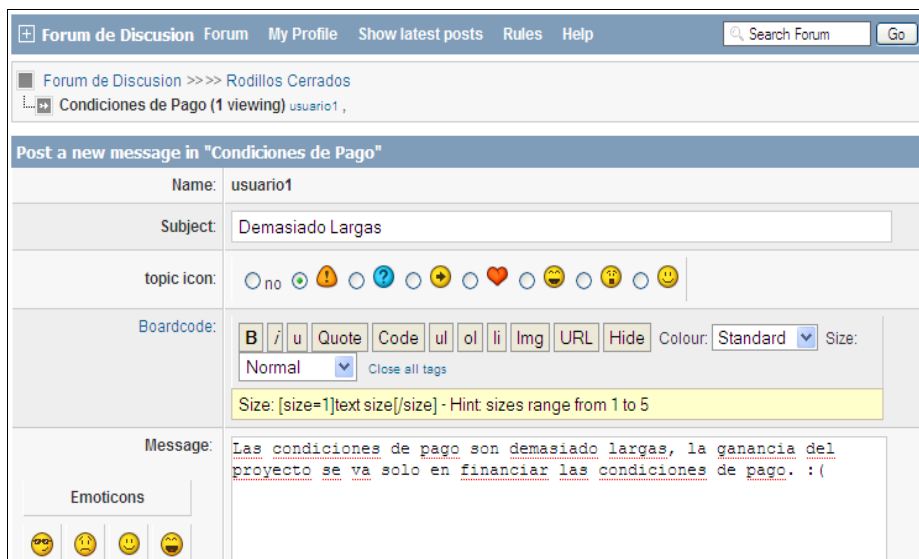 Forum de Discusion Forum My Profile Show latest posts Rules Help Search Forum Go
Forum de Discusion >>>> Rodillos Cerrados
Condiciones de Pago (1 viewing) usuario1 ,
Post a new message in "Condiciones de Pago"
Name: usuario1
Subject: Demasiado Largas
topic icon: no
Boardcode: B i u Quote Code ul ol li Img URL Hide Colour: Standard Size:
Normal Close all tags
Size: [size=1]text size[/size] - Hint: sizes range from 1 to 5
Message: Las condiciones de pago son demasiado largas, la ganancia del
proyecto se va solo en financiar las condiciones de pago. :(
Emoticons